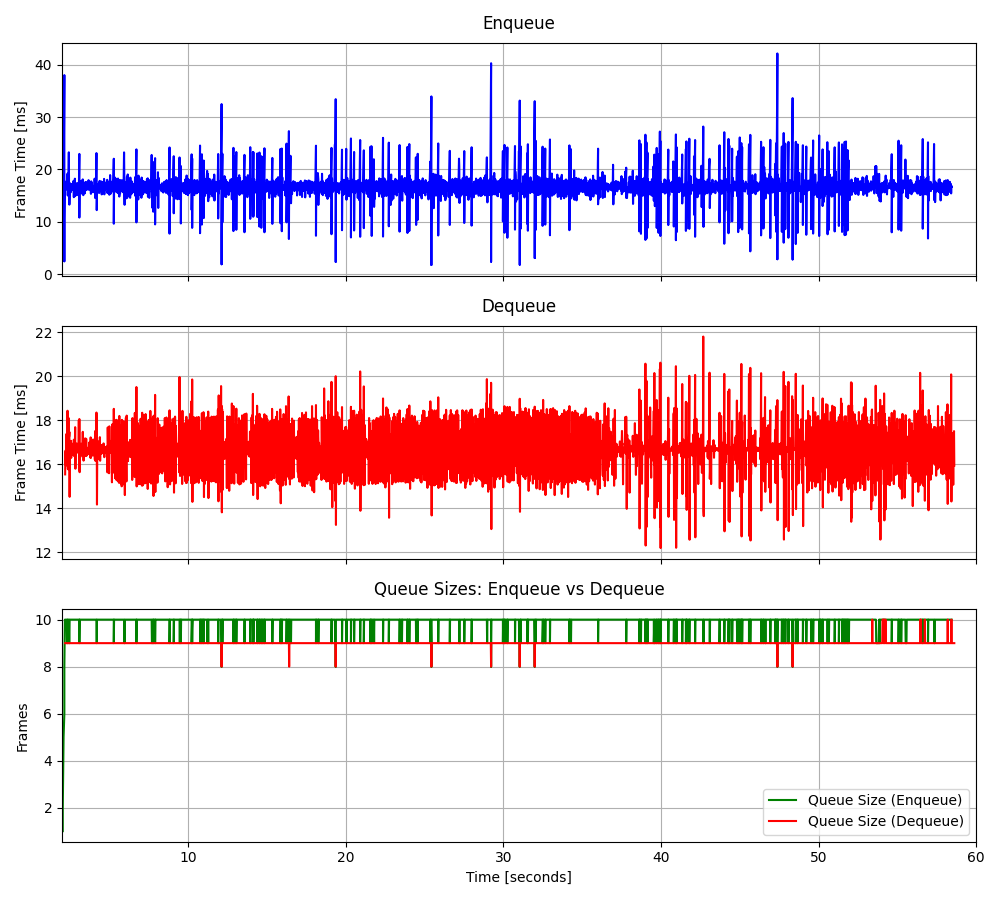 Enqueue
Frame Time [ms]
40
30
20
10
0
Dequeue
Frame Time [ms]
22
20
18
16
14
12
Queue Sizes: Enqueue vs Dequeue
Frames
10
8
6
4
2
Queue Size (Enqueue)
Queue Size (Dequeue)
10 20 30 40 50 60
Time [seconds]